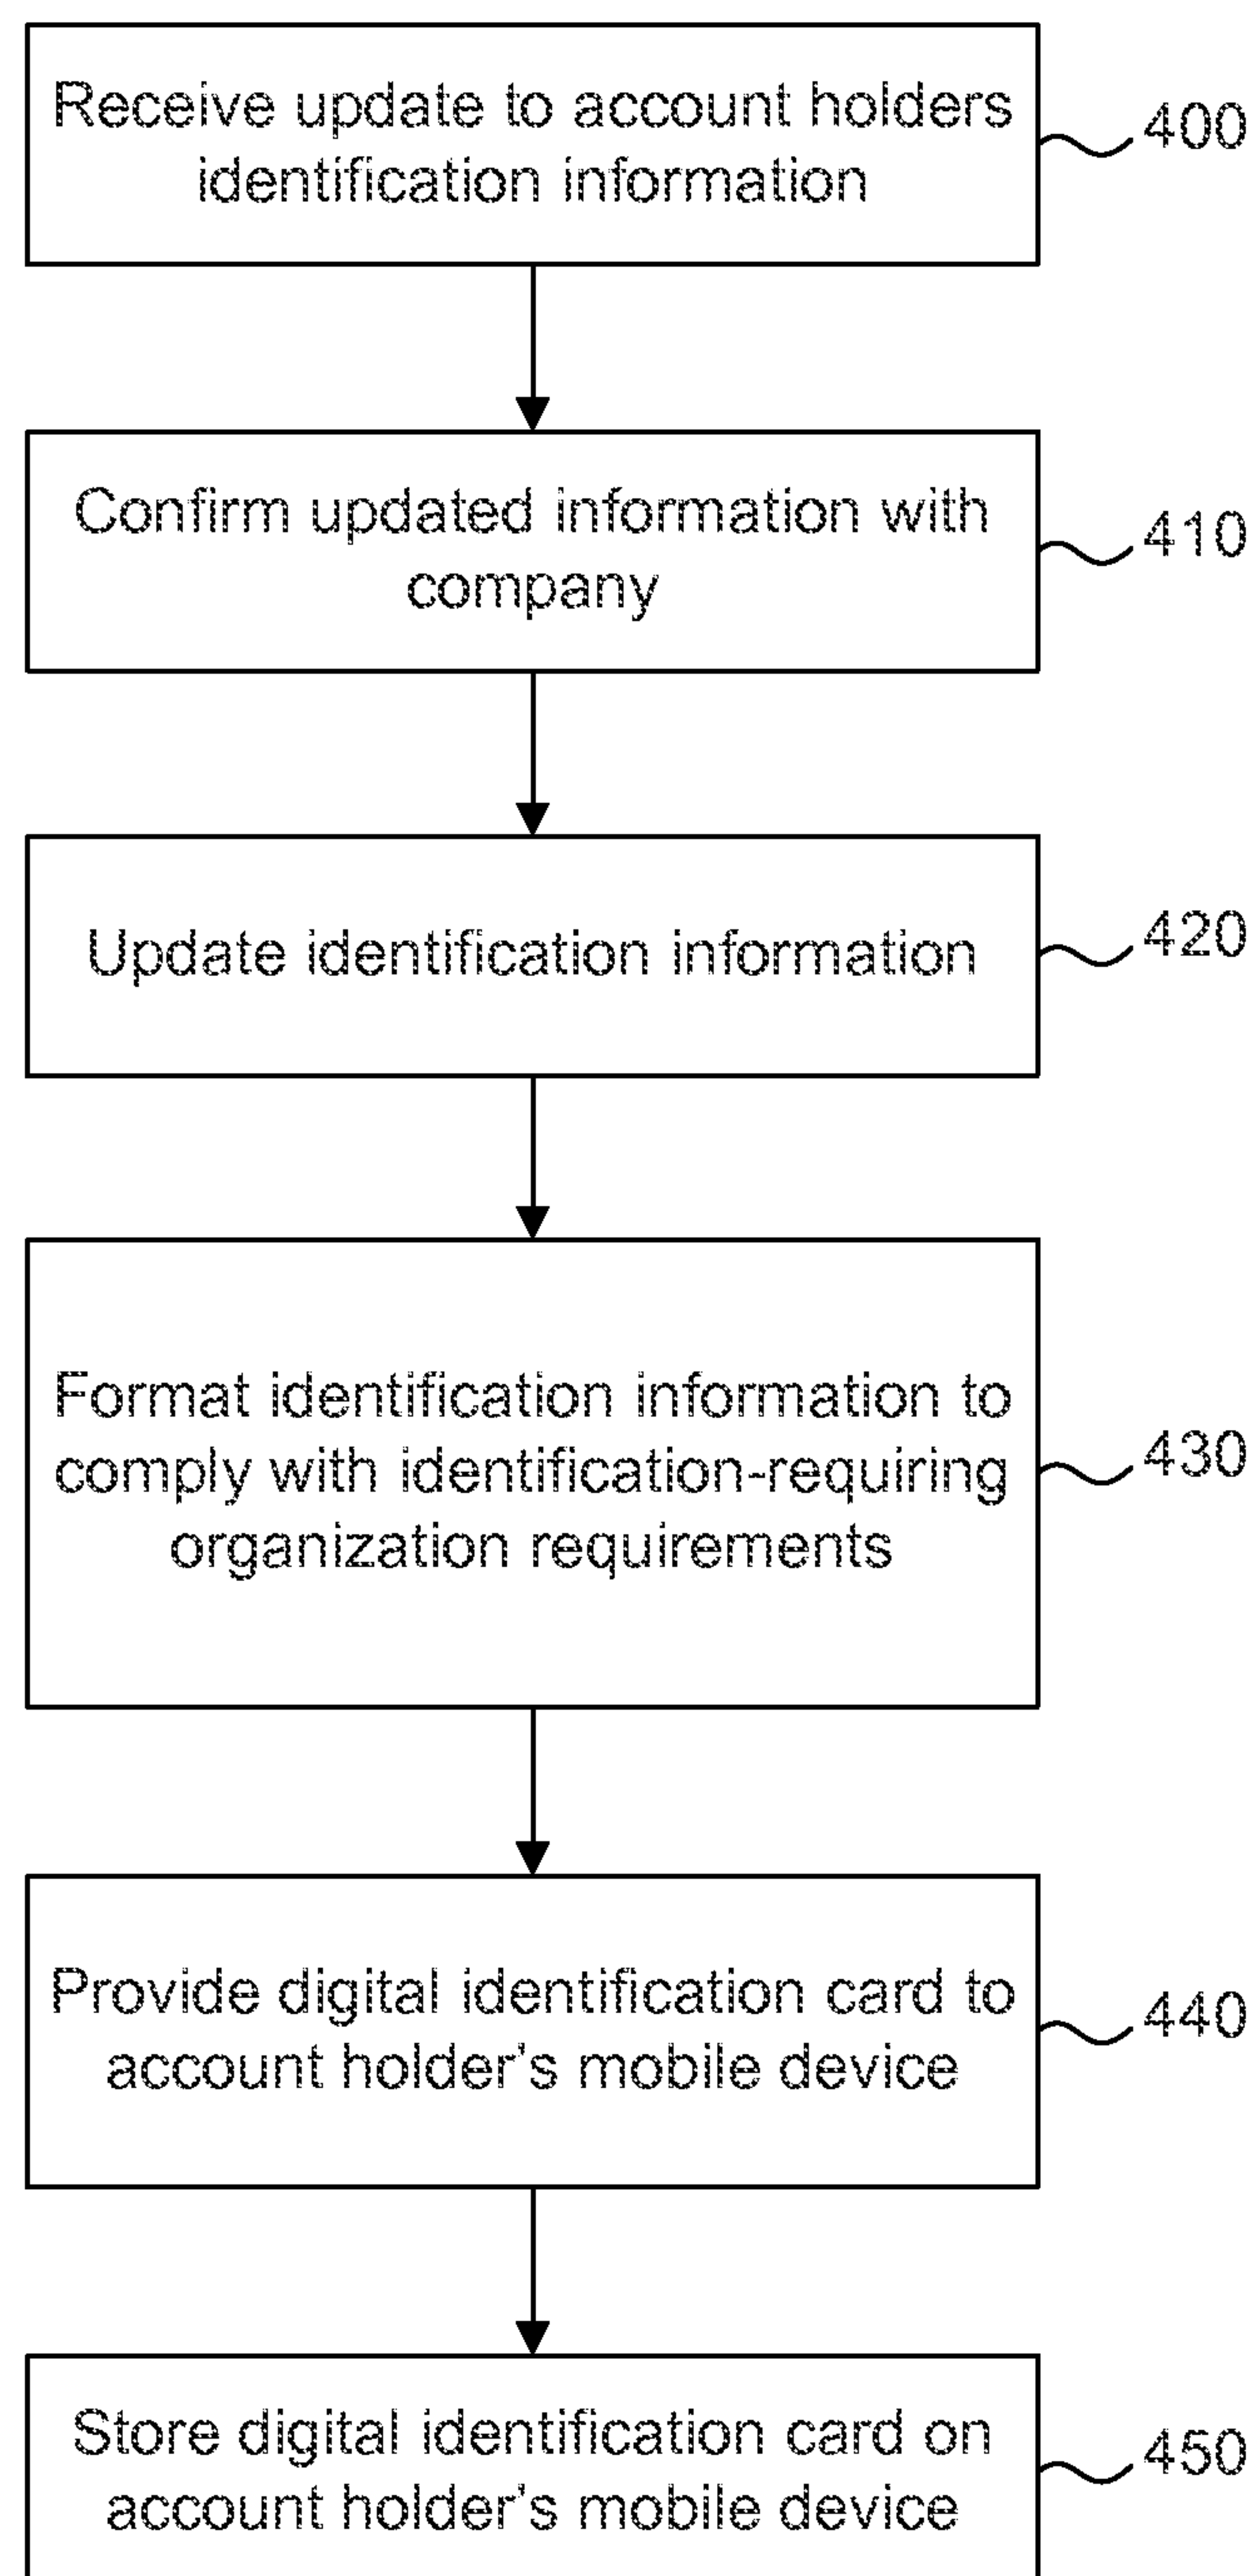 Receive update to account holders
identification information
400
Confirm updated information with
company
410
Update identification information
420
Format identification information to
comply with identification-requiring
organization requirements
430
Provide digital identification card to
account holder's mobile device
440
Store digital identification card on
account holder's mobile device
450